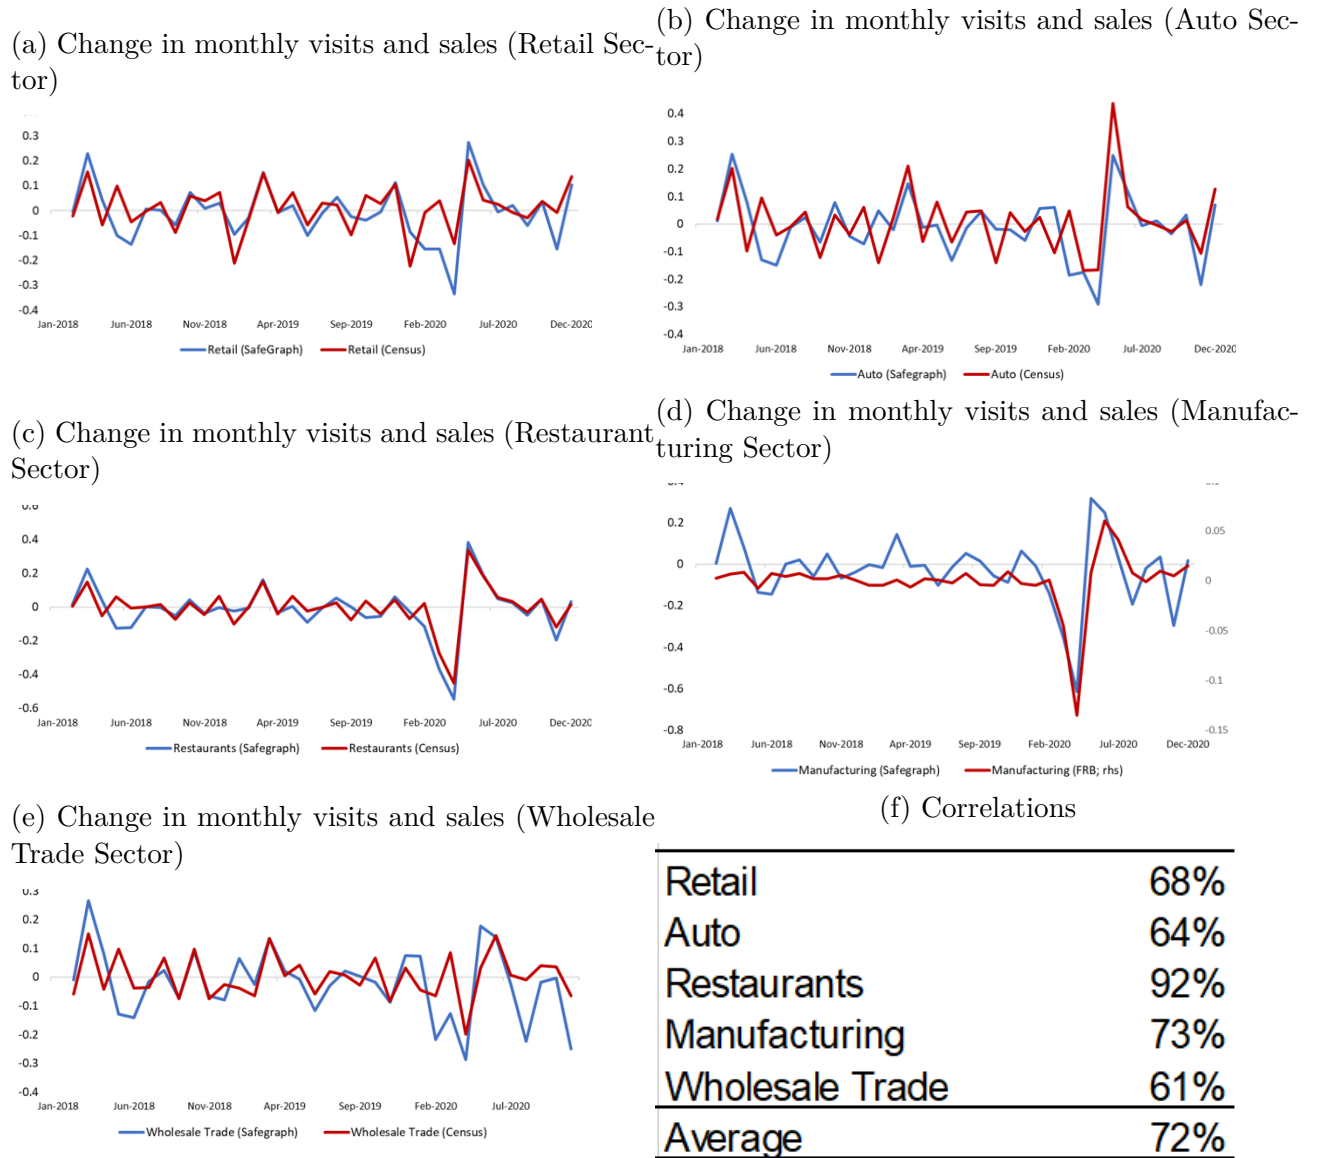 (a) Change in monthly visits and sales (Retail Sec-
tor)
0.3
0.2
0.1
0
-0.1
-0.2
-0.3
-0.4
Jan-2018 Jun-2018 Nov-2018 Apr-2019 Sep-2019 Feb-2020 Jul-2020 Dec-2020
Retail (SafeGraph) Retail (Census)
(b) Change in monthly visits and sales (Auto Sec-
tor)
0.4
0.3
0.2
0.1
0
-0.1
-0.2
-0.3
-0.4
Jan-2018 Jun-2018 Nov-2018 Apr-2019 Sep-2019 Feb-2020 Jul-2020 Dec-2020
Auto (Safegraph) Auto (Census)
(c) Change in monthly visits and sales (Restaurant
Sector)
0.6
0.4
0.2
0
-0.2
-0.4
-0.6
Jan-2018 Jun-2018 Nov-2018 Apr-2019 Sep-2019 Feb-2020 Jul-2020 Dec-2020
Restaurants (Safegraph) Restaurants (Census)
(d) Change in monthly visits and sales (Manufac-
turing Sector)
0.4
0.2
0
-0.2
-0.4
-0.6
-0.8
0.05
0
-0.05
-0.1
-0.15
Jan-2018 Jun-2018 Nov-2018 Apr-2019 Sep-2019 Feb-2020 Jul-2020 Dec-2020
Manufacturing (Safegraph) Manufacturing (FRB; rhs)
(e) Change in monthly visits and sales (Wholesale
Trade Sector)
0.3
0.2
0.1
0
-0.1
-0.2
-0.3
-0.4
Jan-2018 Jun-2018 Nov-2018 Apr-2019 Sep-2019 Feb-2020 Jul-2020
Wholesale Trade (Safegraph) Wholesale Trade (Census)
(f) Correlations
Retail 68%
Auto 64%
Restaurants 92%
Manufacturing 73%
Wholesale Trade 61%
Average 72%